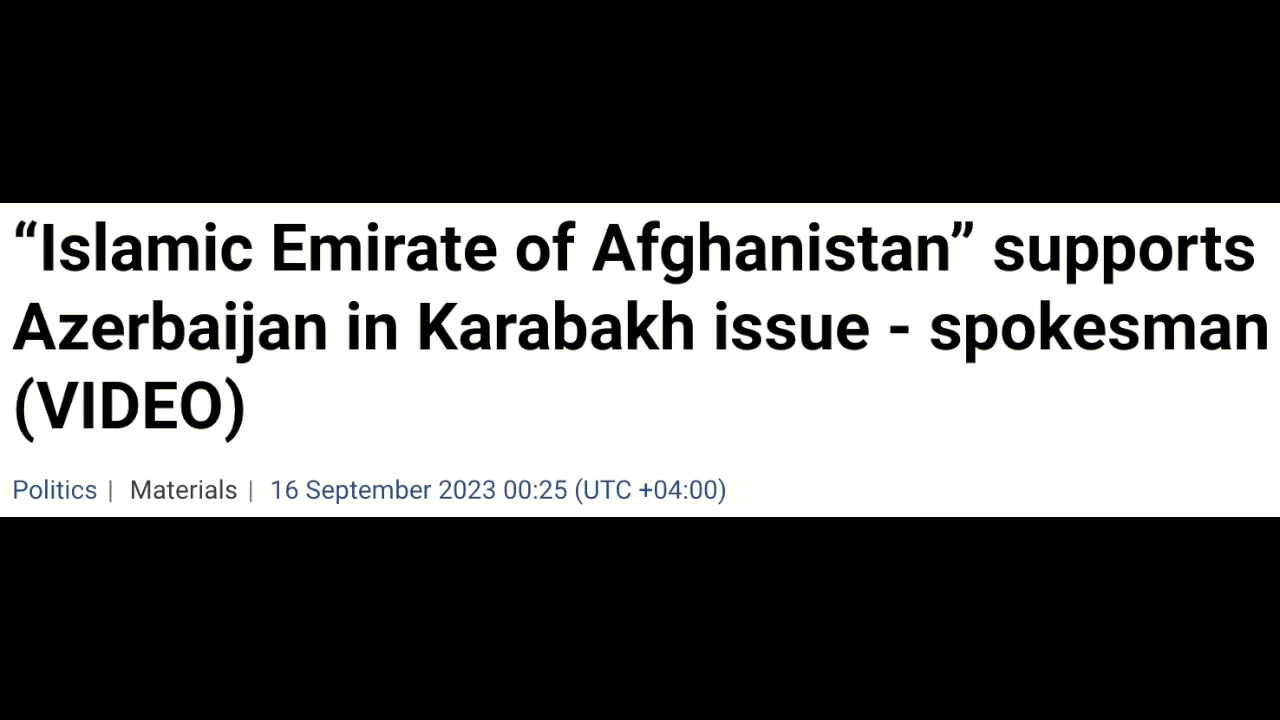 “Islamic Emirate of Afghanistan” supports
Azerbaijan in Karabakh issue - spokesman
(VIDEO)
Politics | Materials | 16 September 2023 00:25 (UTC +04:00)